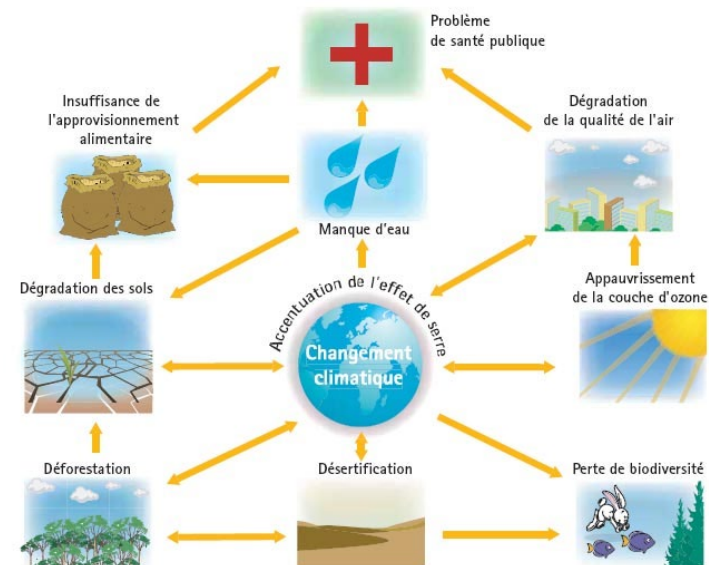 Problème
de santé publique
Insuffisance de
l'approvisionnement
alimentaire
Dégradation
de la qualité de l'air
Manque d'eau
Dégradation des sols
Accentuation de l'effet de serre
Appauvrissement
de la couche d'ozone
Changement
climatique
Déforestation
Désertification
Perte de biodiversité